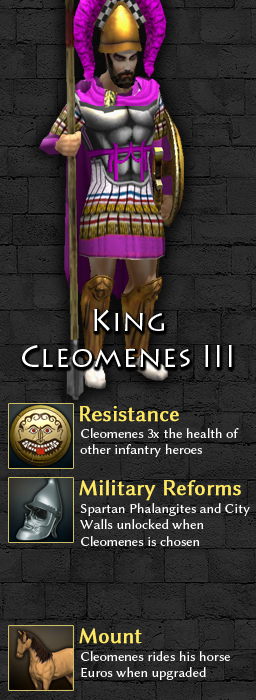 King
Cleomenes III
Resistance
Cleomenes 3x the health of
other infantry heroes
Military Reforms
Spartan Phalangites and City
Walls unlocked when
Cleomenes is chosen
Mount
Cleomenes rides his horse
Euros when upgraded